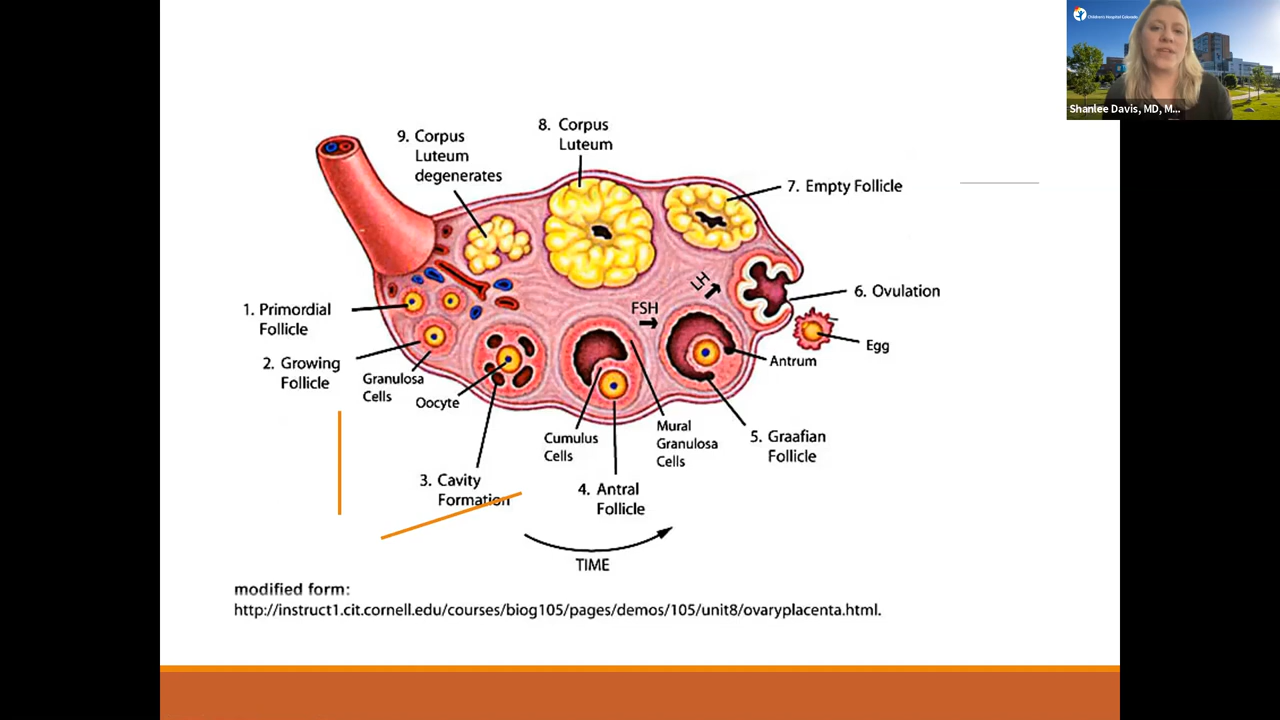 Children's Hospital Colorado
Shanlee Davis, MD, M...
9. Corpus
Luteum
degenerates
8. Corpus
Luteum
7. Empty Follicle
LH
FSH
6. Ovulation
Egg
1. Primordial
Follicle
2. Growing
Follicle
Granulosa
Cells
Oocyte
Antrum
Cumulus
Cells
Mural
Granulosa
Cells
5. Graafian
Follicle
3. Cavity
Formation
4. Antral
Follicle
TIME
modified form:
http://instruct1.cit.cornell.edu/courses/biog105/pages/demos/105/unit8/ovaryplacenta.html.